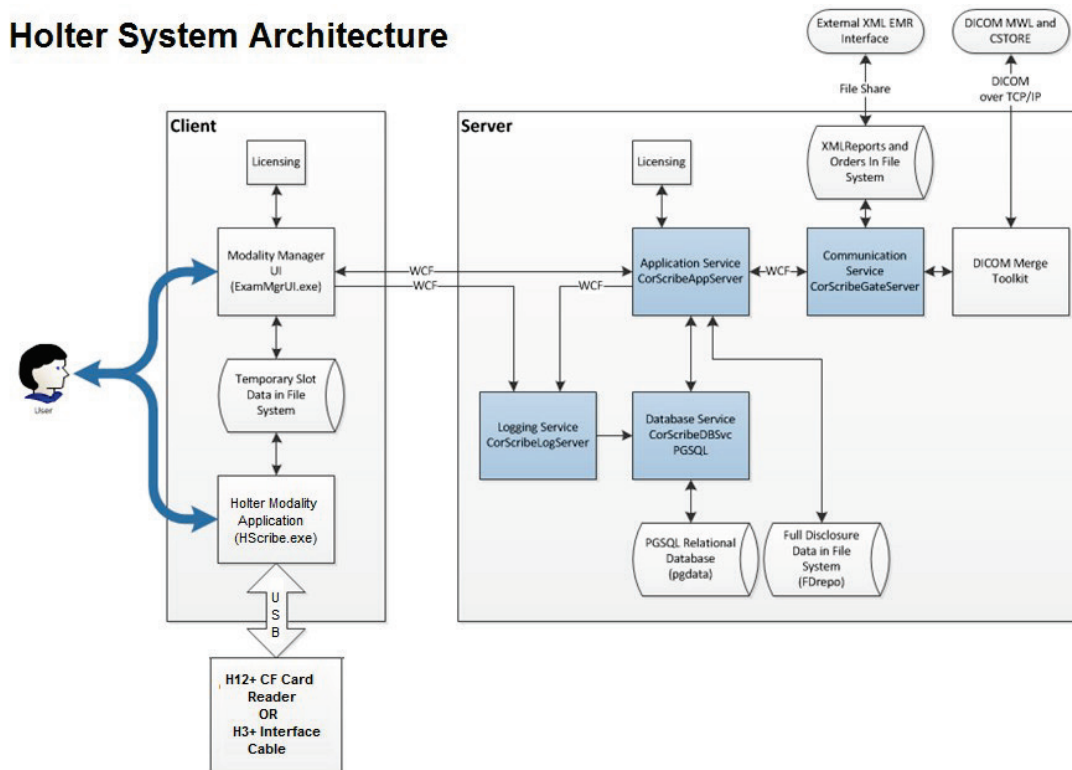 Holter System Architecture
External XML EMR
Interface
DICOM MWL and
CSTORE
File Share
DICOM
over TCP/IP
Client
Server
Licensing
Licensing
XMLReports and
Orders In File
System
Modality Manager
UI
(ExamMgrUI.exe)
WCF
WCF
Application Service
CorScribeAppServer
WCF
WCF
Communication
Service
CorScribeGateServer
DICOM Merge
Toolkit
User
Temporary Slot
Data in File
System
Logging Service
CorScribeLogServer
Database Service
CorScribeDBSvc
PGSQL
Holter Modality
Application
(HScribe.exe)
PGSQL Relational
Database
(pgdata)
Full Disclosure
Data in File
System
(FDrepo)
U
S
B
H12+ CF Card
Reader
OR
H3+ Interface
Cable